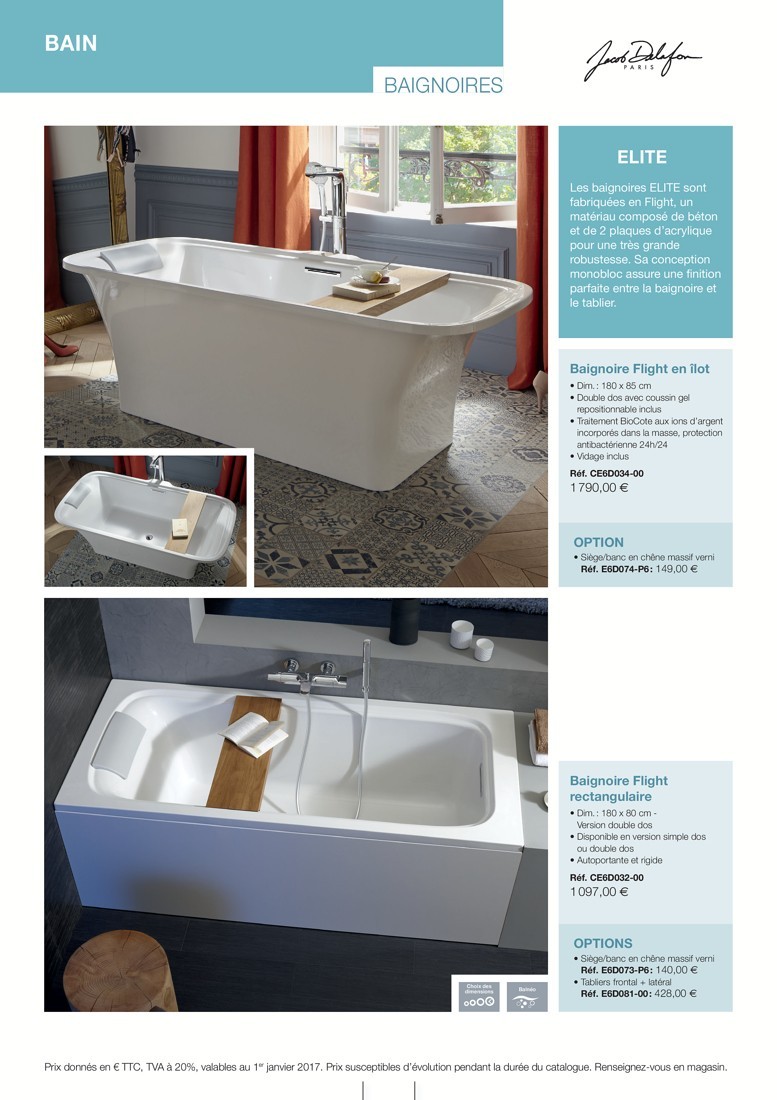 BAIN
BAIGNOIRES
Jacob Delafon
PARIS
ELITE
Les baignoires ELITE sont
fabriquées en Flight, un
matériau composé de béton
et de 2 plaques d'acrylique
pour une très grande
robustesse. Sa conception
monobloc assure une finition
parfaite entre la baignoire et
le tablier.
Baignoire Flight en îlot
• Dim. : 180 x 85 cm
• Double dos avec coussin gel
repositionnable inclus
• Traitement BioCote aux ions d'argent
incorporés dans la masse, protection
antibactérienne 24h/24
• Vidage inclus
Réf. CE6D034-00
1 790,00 €
OPTION
• Siège/banc en chêne massif verni
Réf. E6D074-P6 : 149,00 €
Baignoire Flight
rectangulaire
• Dim. : 180 x 80 cm -
Version double dos
• Disponible en version simple dos
ou double dos
• Autoportante et rigide
Réf. CE6D032-00
1 097,00 €
OPTIONS
• Siège/banc en chêne massif verni
Réf. E6D073-P6 : 140,00 €
• Tabliers frontal + latéral
Réf. E6D081-00 : 428,00 €
Choix des
dimensions
Balnéo
Prix donnés en € TTC, TVA à 20%, valables au 1er janvier 2017. Prix susceptibles d'évolution pendant la durée du catalogue. Renseignez-vous en magasin.